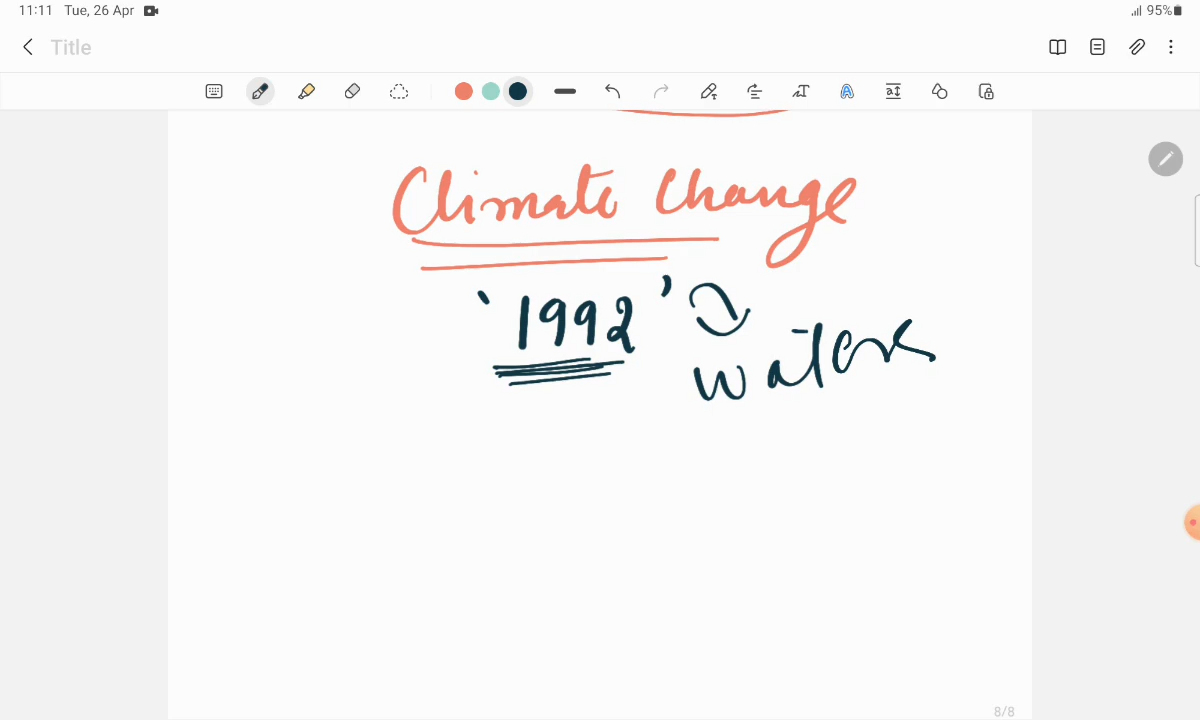 11:11 Tue, 26 Apr
95%
Title
Climate Change
'1992'
waters
8/8